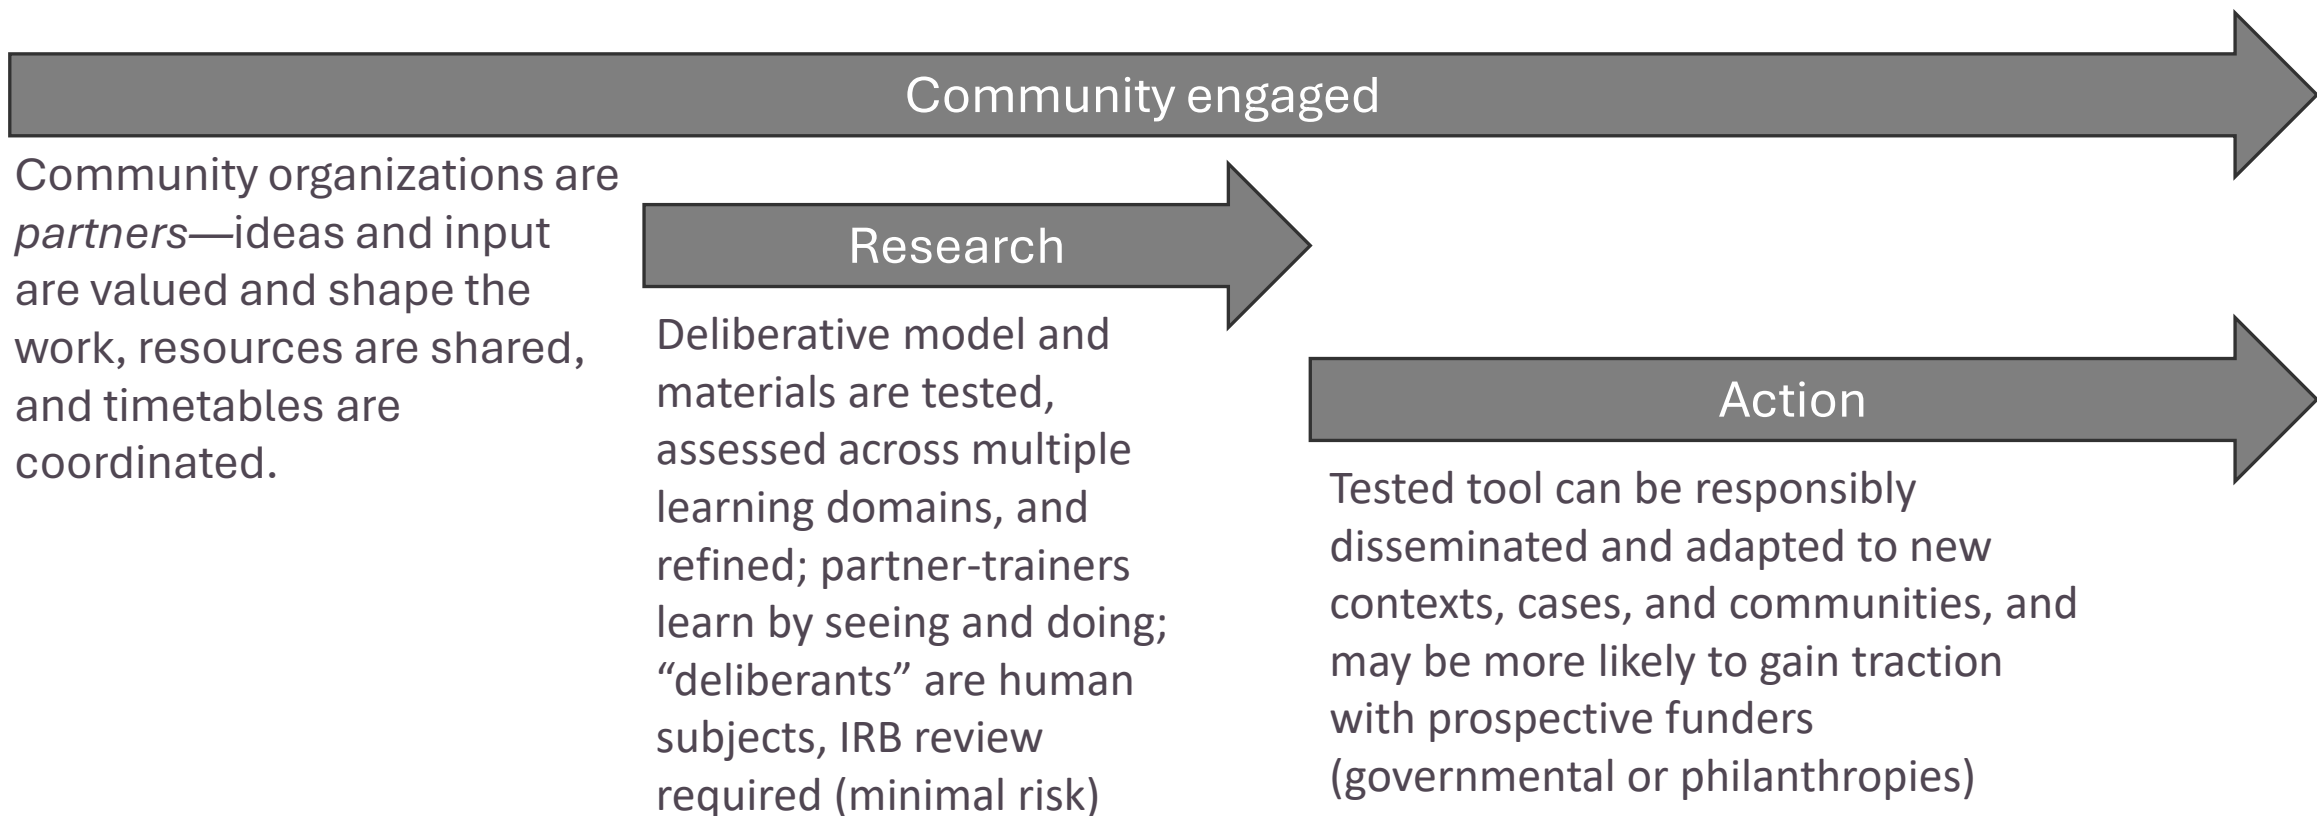 Community engaged
Community organizations are
partners—ideas and input
are valued and shape the
work, resources are shared,
and timetables are
coordinated.
Research
Deliberative model and
materials are tested,
assessed across multiple
learning domains, and
refined; partner-trainers
learn by seeing and doing;
“deliberants” are human
subjects, IRB review
required (minimal risk)
Action
Tested tool can be responsibly
disseminated and adapted to new
contexts, cases, and communities, and
may be more likely to gain traction
with prospective funders
(governmental or philanthropies)